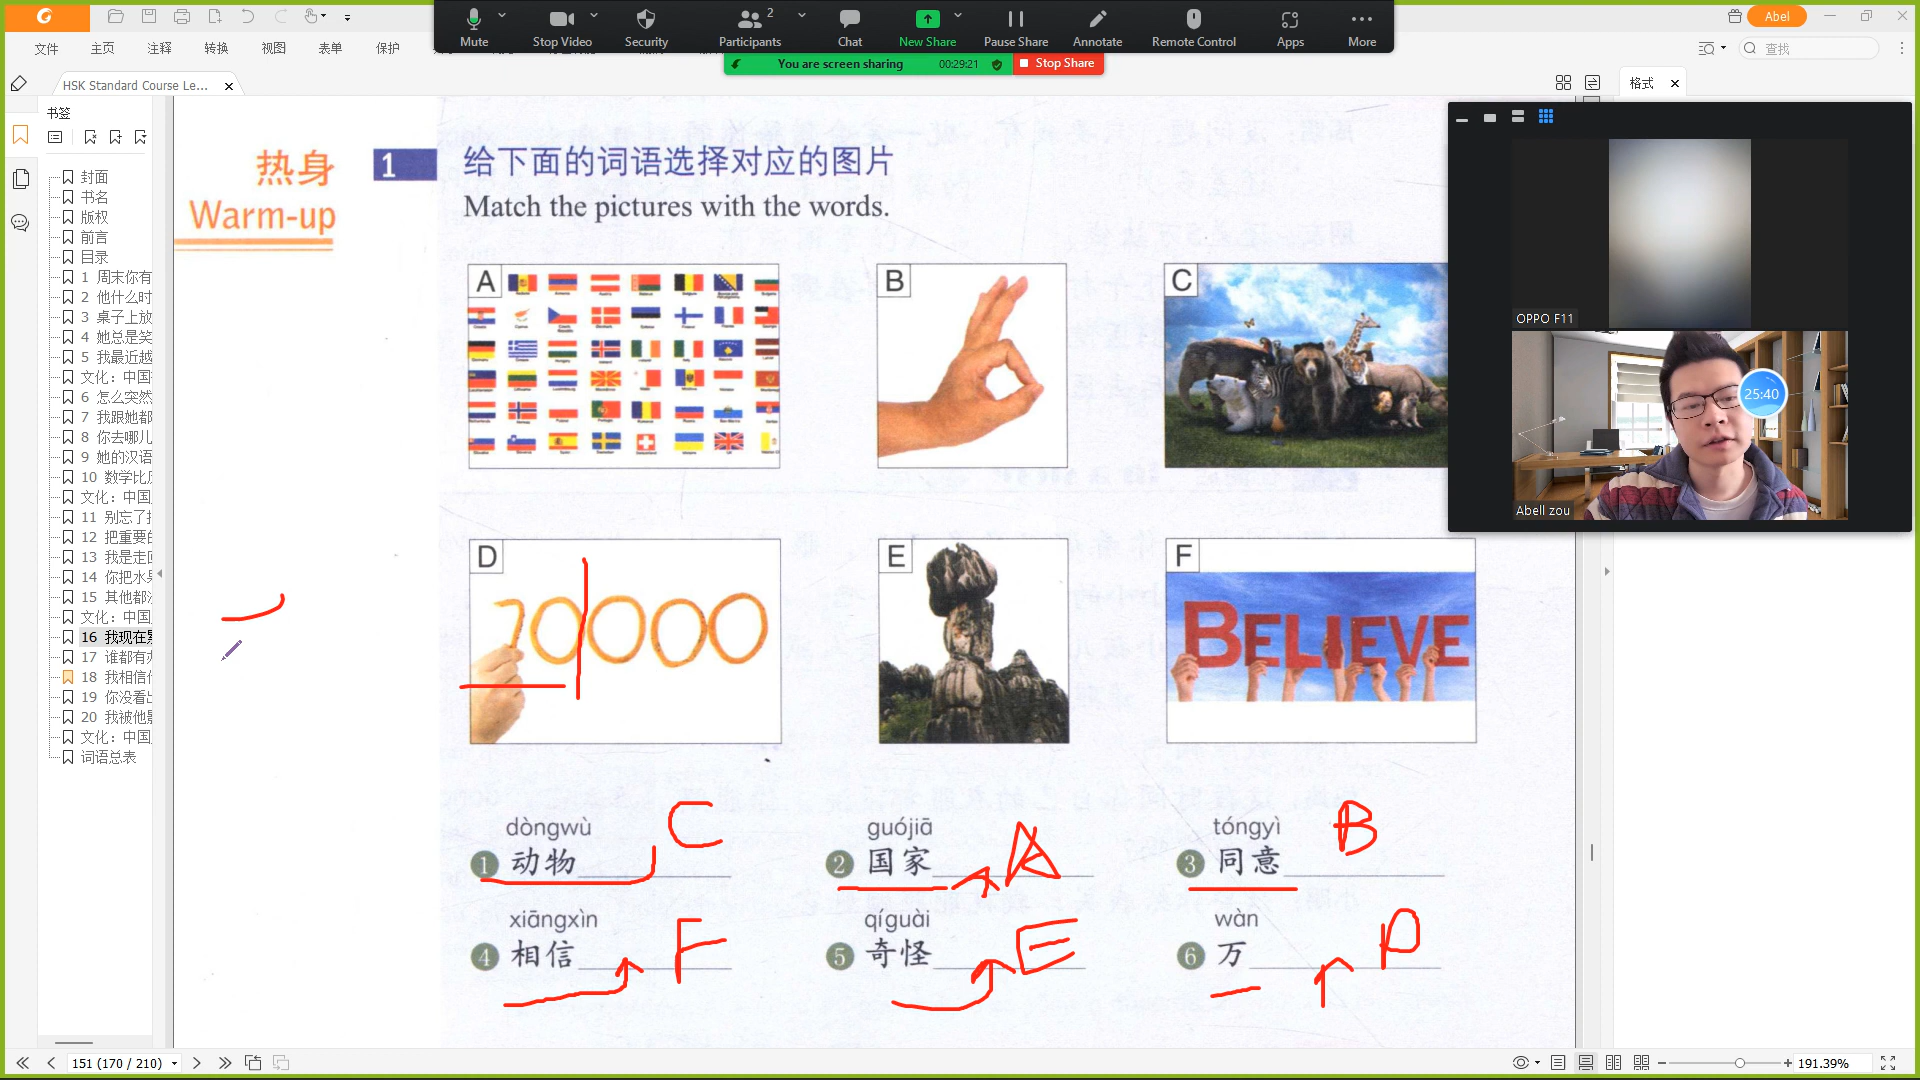 Mute
Stop Video
Security
Participants
2
Chat
New Share
Pause Share
Annotate
Remote Control
Apps
More
You are screen sharing
00:29:21
Stop Share
Abel
文件
主页
注释
转换
视图
表单
保护
查找
HSK Standard Course Le...
格式
书签
封面
书名
版权
前言
目录
1 周末你有
2 他什么时
3 桌子上放
4 她总是笑
5 我最近越
文化：中国
6 怎么突然
7 我跟她都
8 你去哪儿
9 她的汉语
10 数学比
文化：中国
11 别忘了
12 把重要的
13 我是走
14 你把水果
15 其他都
文化：中国
16 我现在
17 谁都有
18 我相信
19 你没看
20 我被他
文化：中国
词语总表
热身
Warm-up
1
给下面的词语选择对应的图片
Match the pictures with the words.
A
B
C
D
70000
E
F
BELIEVE
dòngwù
1 动物 C
guójiā
2 国家 A
tóngyì
3 同意 B
xiāngxìn
4 相信 F
qíguài
5 奇怪 E
wàn
6 万 D
OPPO F11
25:40
Abell zou
151 (170 / 210)
191.39%